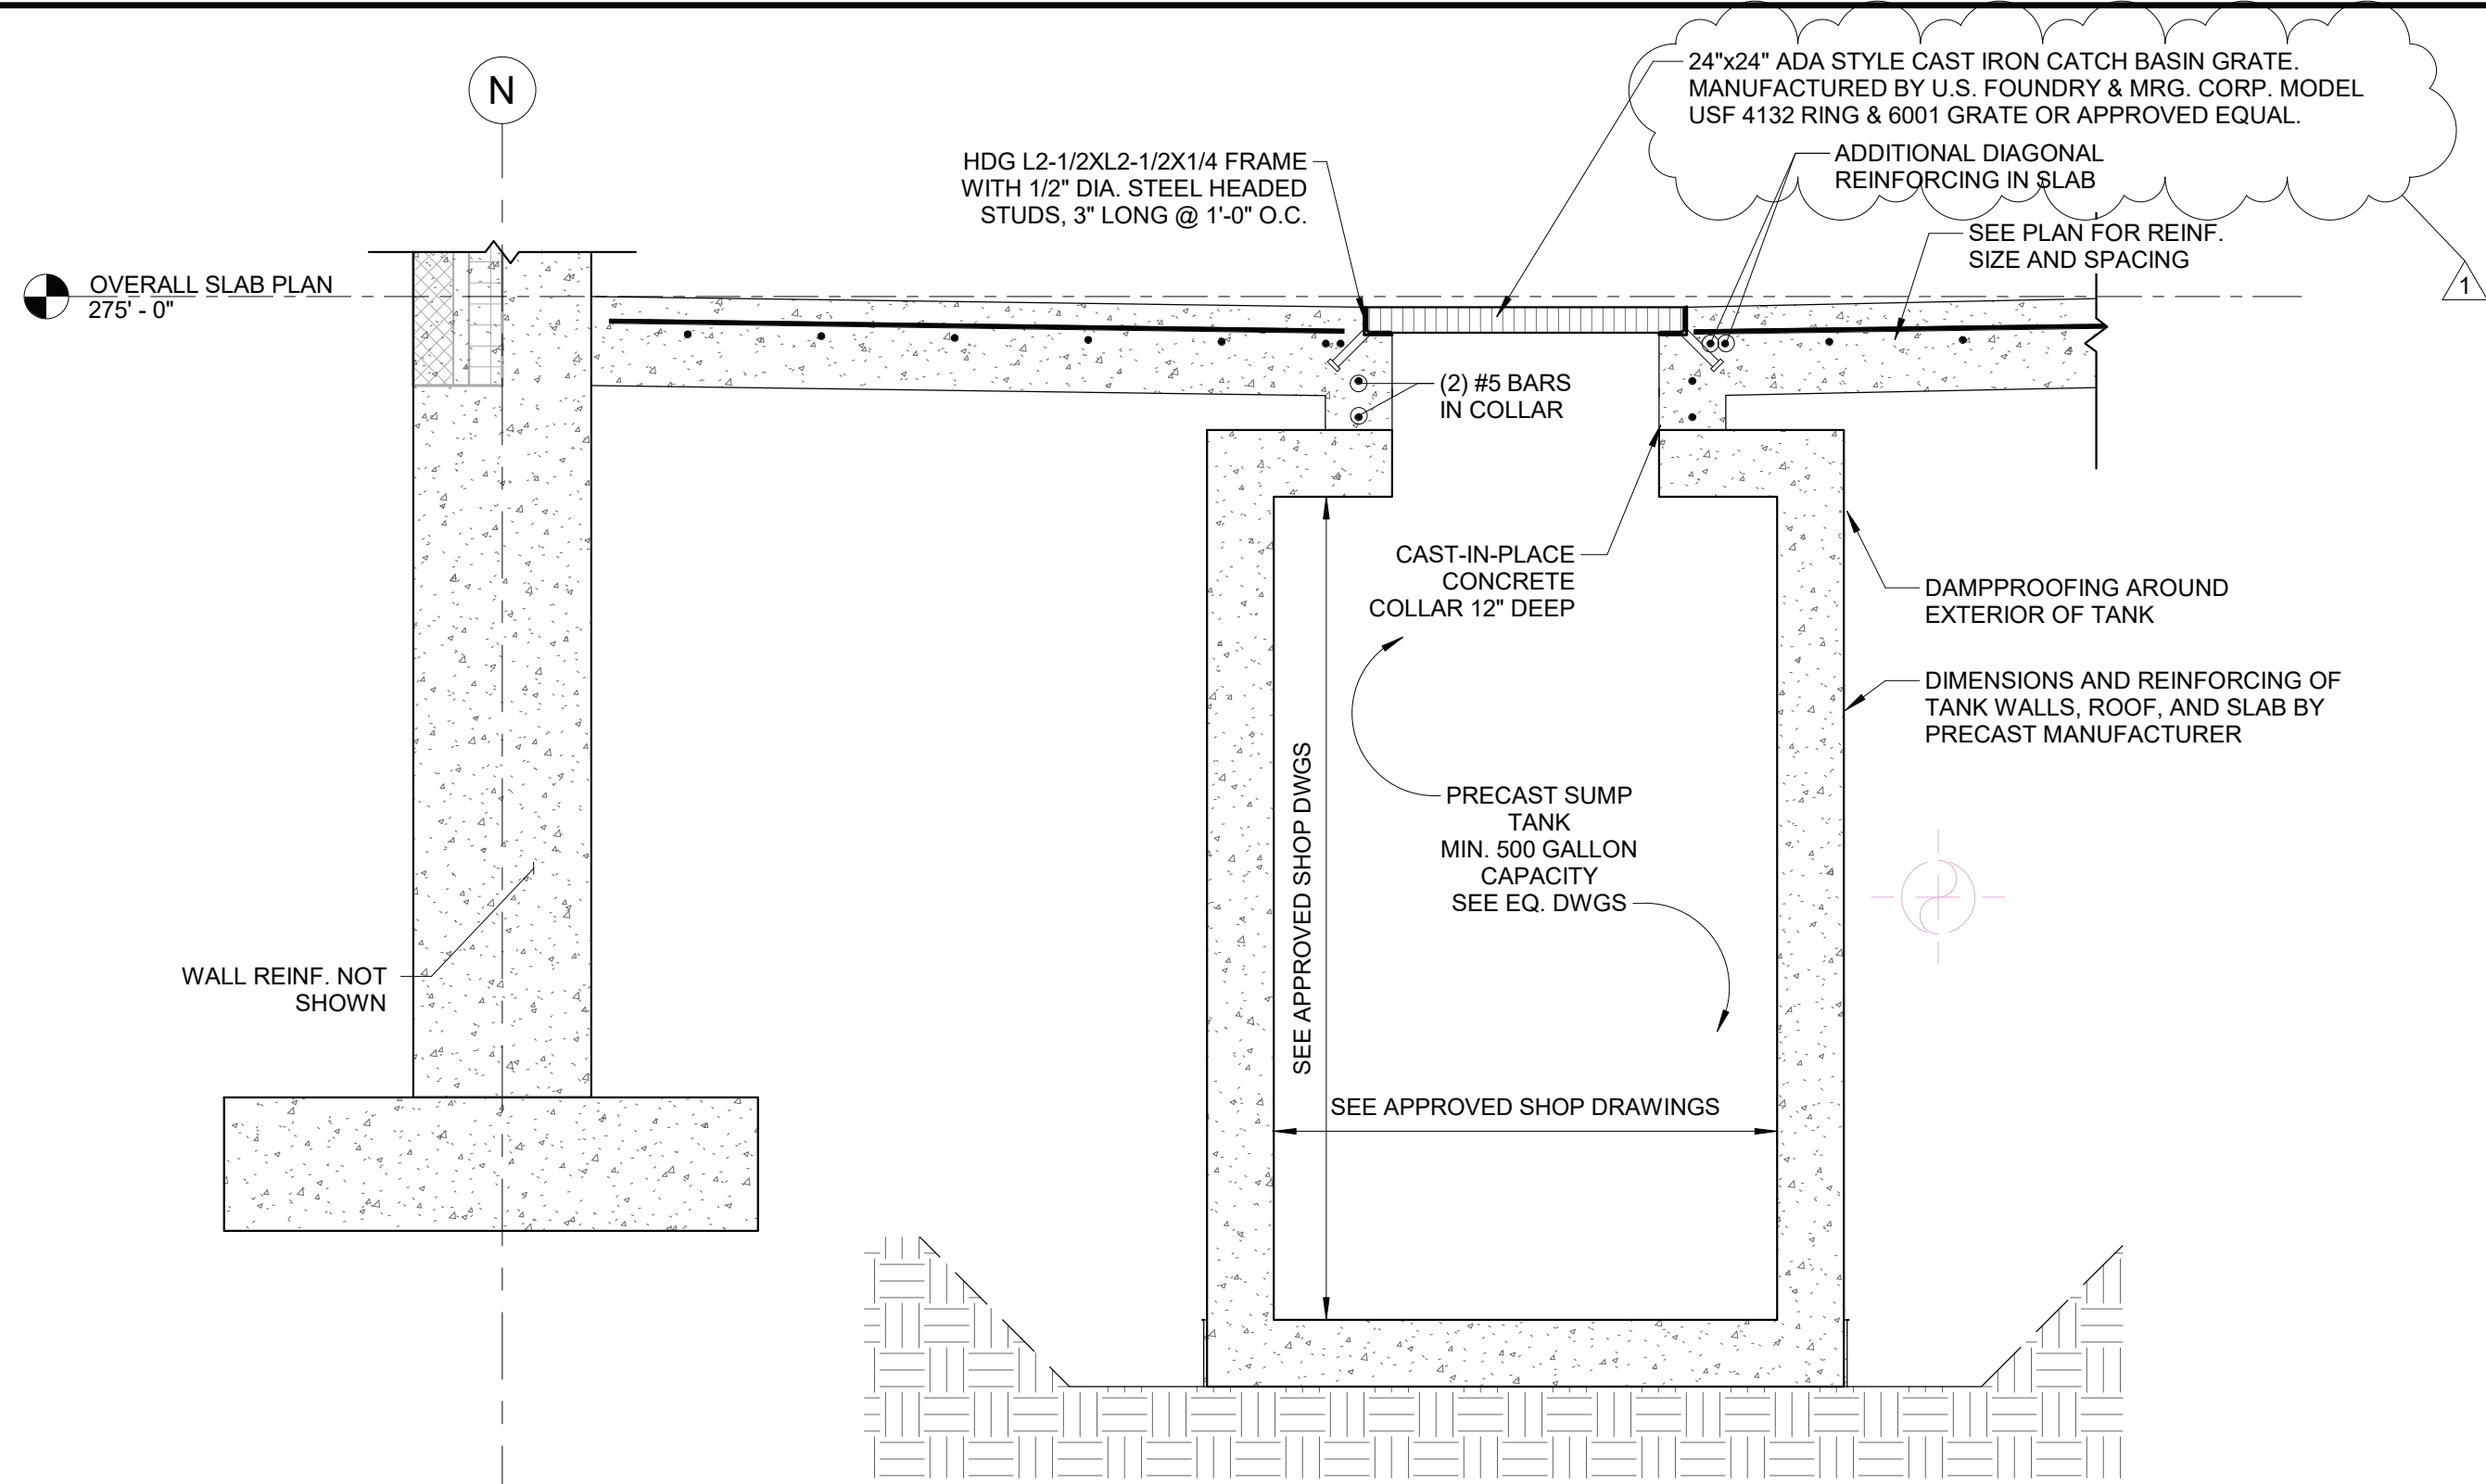 N
24"x24" ADA STYLE CAST IRON CATCH BASIN GRATE.
MANUFACTURED BY U.S. FOUNDRY & MRG. CORP. MODEL
USF 4132 RING & 6001 GRATE OR APPROVED EQUAL.
HDG L2-1/2XL2-1/2X1/4 FRAME
WITH 1/2" DIA. STEEL HEADED
STUDS, 3" LONG @ 1'-0" O.C.
ADDITIONAL DIAGONAL
REINFORCING IN SLAB
SEE PLAN FOR REINF.
SIZE AND SPACING
1
OVERALL SLAB PLAN
275' - 0"
(2) #5 BARS
IN COLLAR
CAST-IN-PLACE
CONCRETE
COLLAR 12" DEEP
DAMPPROOFING AROUND
EXTERIOR OF TANK
DIMENSIONS AND REINFORCING OF
TANK WALLS, ROOF, AND SLAB BY
PRECAST MANUFACTURER
SEE APPROVED SHOP DWGS
PRECAST SUMP
TANK
MIN. 500 GALLON
CAPACITY
SEE EQ. DWGS
WALL REINF. NOT
SHOWN
SEE APPROVED SHOP DRAWINGS